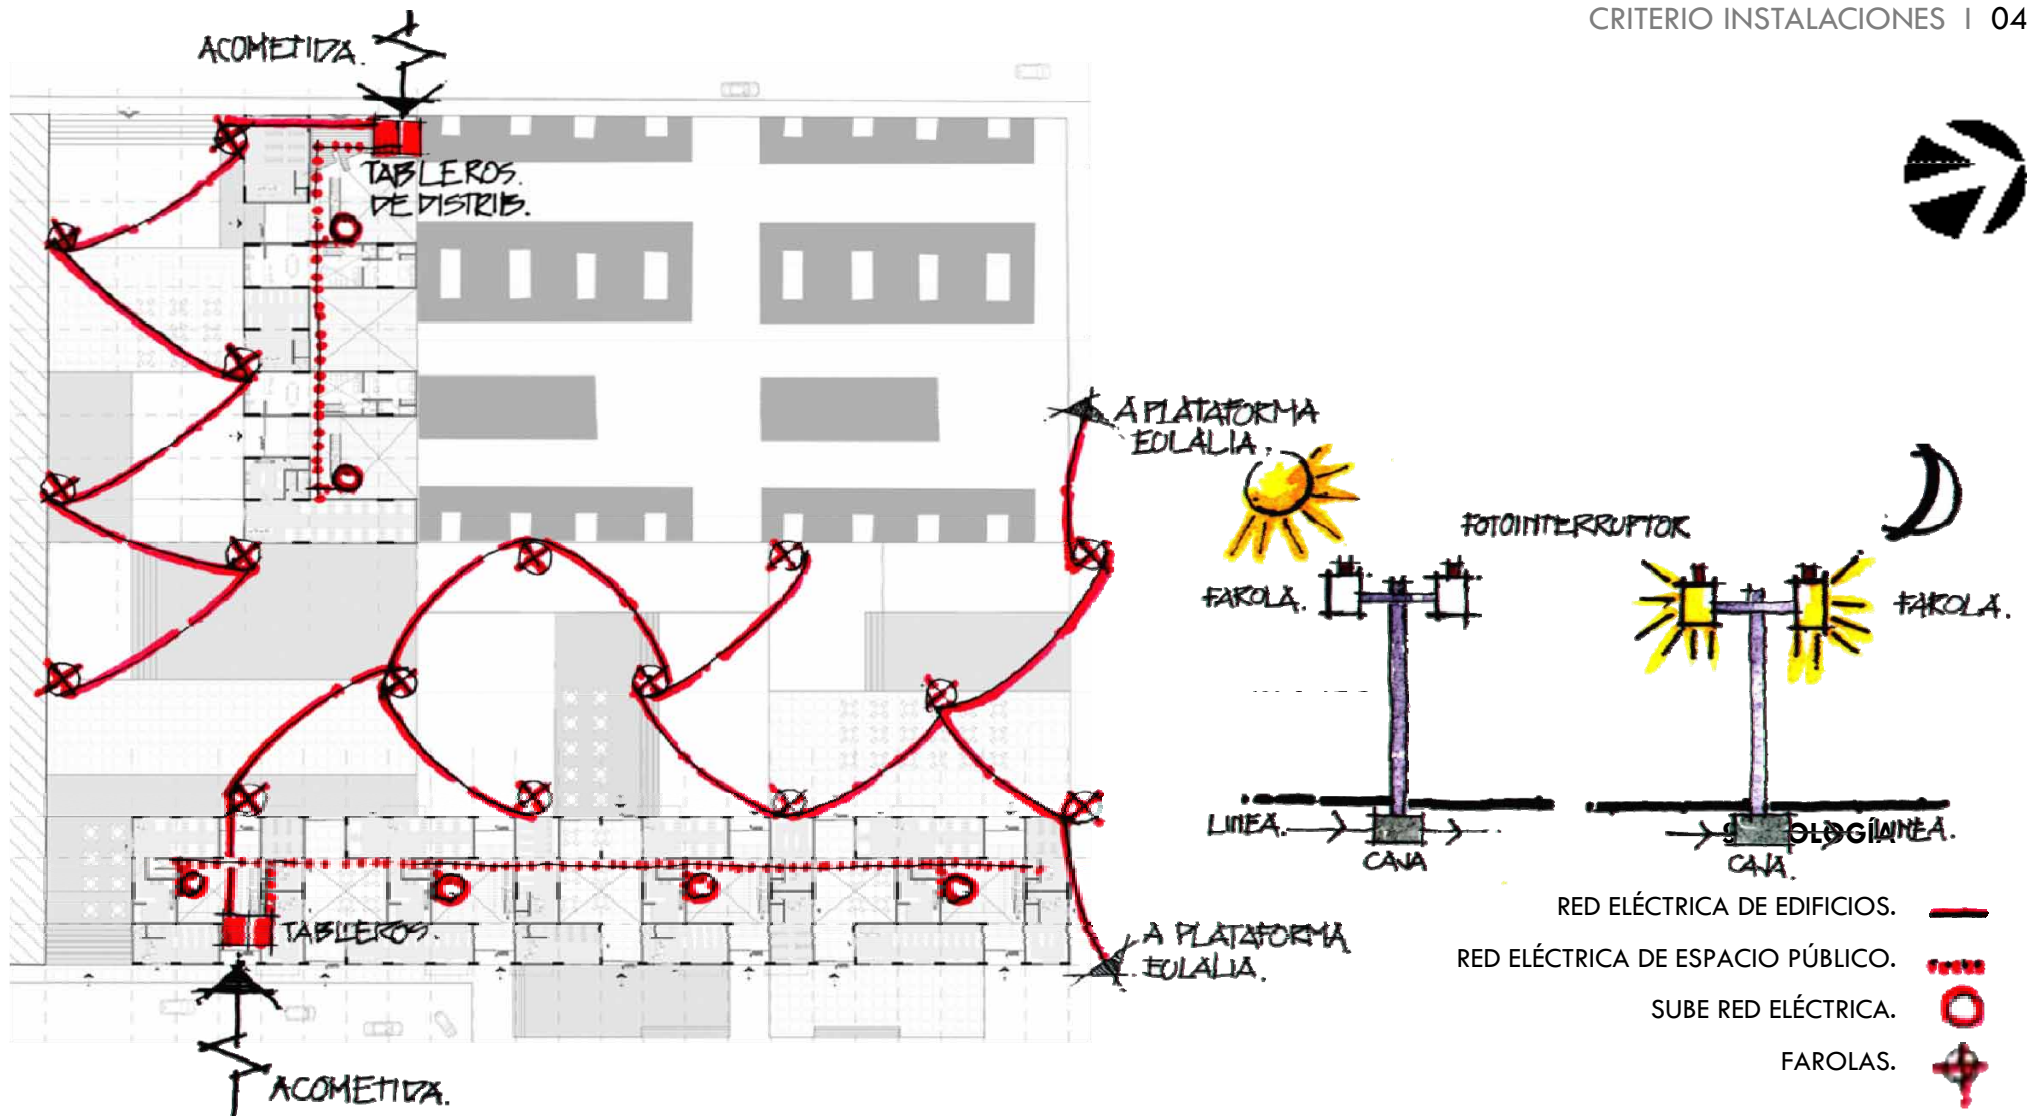 CRITERIO INSTALACIONES I 04
ACOMETIDA.
TABLEROS.
DE DISTRIB.
A PLATAFORMA
EULALIA.
FOTOINTERRUPTOR
FAROLA.
FAROLA.
LINEA.
CAJA
LINEA.
CAJA.
TABLEROS.
A PLATAFORMA
EULALIA.
ACOMETIDA.
RED ELÉCTRICA DE EDIFICIOS.
RED ELÉCTRICA DE ESPACIO PÚBLICO.
SUBE RED ELÉCTRICA.
FAROLAS.